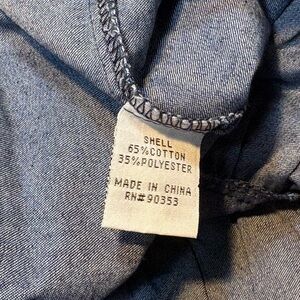 SHELL
65%COTTON
35%POLYESTER
MADE IN CHINA
RN#90353